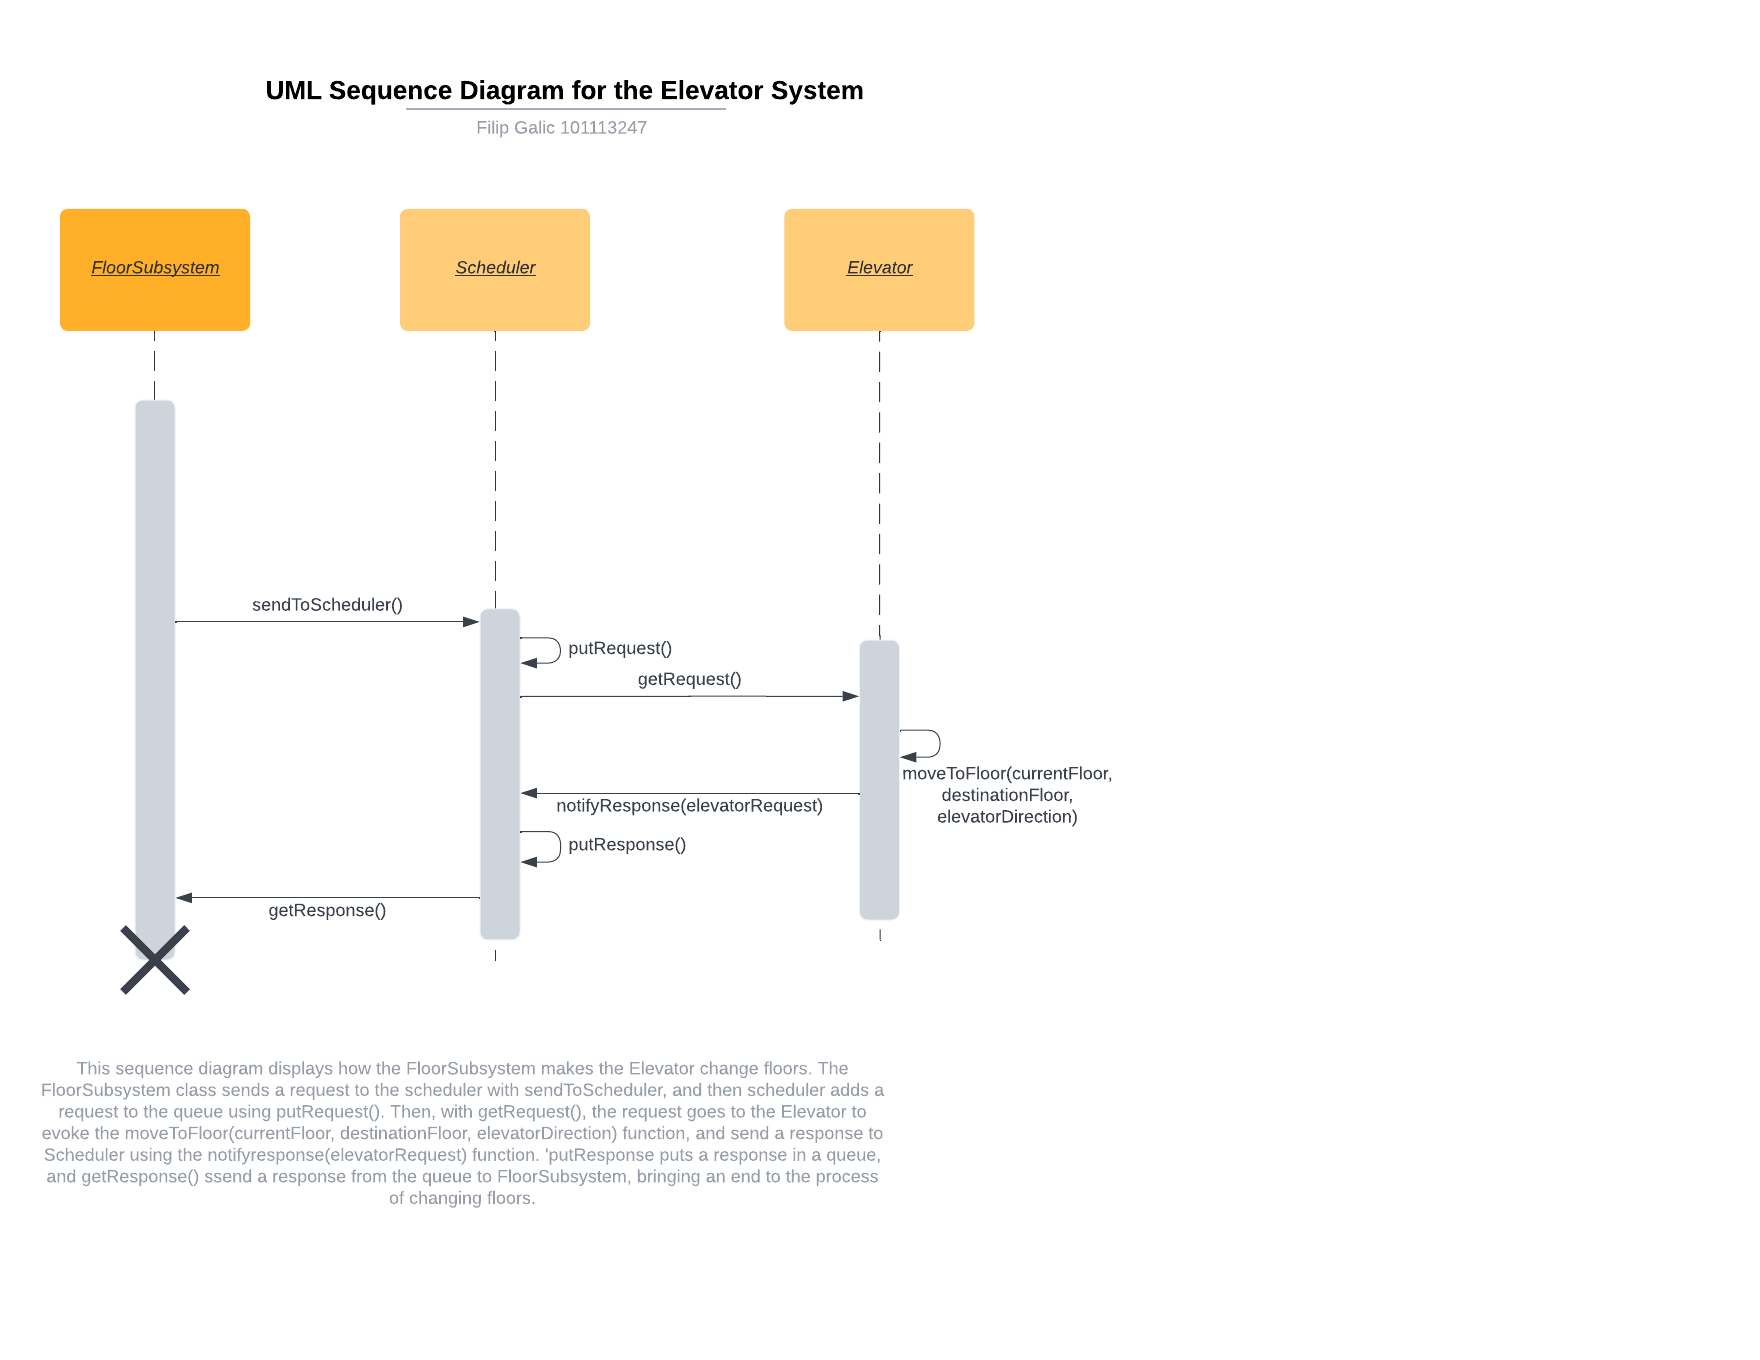 UML Sequence Diagram for the Elevator System
Filip Galic 101113247
FloorSubsystem
Scheduler
Elevator
sendToScheduler()
putRequest()
getRequest()
moveToFloor(currentFloor,
destinationFloor,
elevatorDirection)
notifyResponse(elevatorRequest)
putResponse()
getResponse()
This sequence diagram displays how the FloorSubsystem makes the Elevator change floors. The
FloorSubsystem class sends a request to the scheduler with sendToScheduler, and then scheduler adds a
request to the queue using putRequest(). Then, with getRequest(), the request goes to the Elevator to
evoke the moveToFloor(currentFloor, destinationFloor, elevatorDirection) function, and send a response to
Scheduler using the notifyresponse(elevatorRequest) function. 'putResponse puts a response in a queue,
and getResponse() ssend a response from the queue to FloorSubsystem, bringing an end to the process
of changing floors.